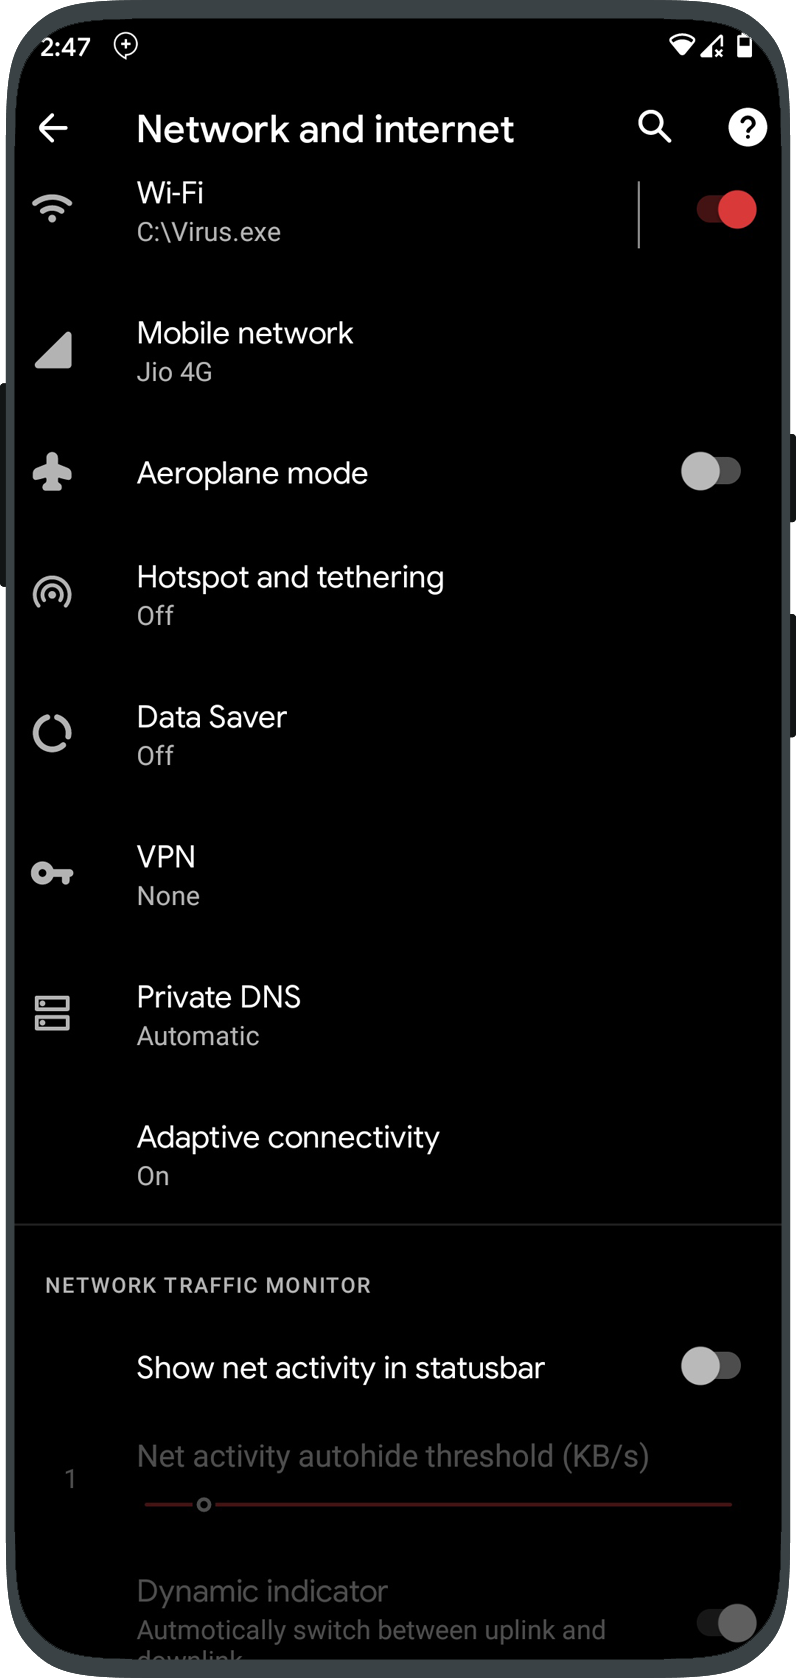 2:47
Network and internet
Wi-Fi
C:\Virus.exe
Mobile network
Jio 4G
Aeroplane mode
Hotspot and tethering
Off
Data Saver
Off
VPN
None
Private DNS
Automatic
Adaptive connectivity
On
NETWORK TRAFFIC MONITOR
Show net activity in statusbar
Net activity autohide threshold (KB/s)
1
Dynamic indicator
Autmotically switch between uplink and
downlink